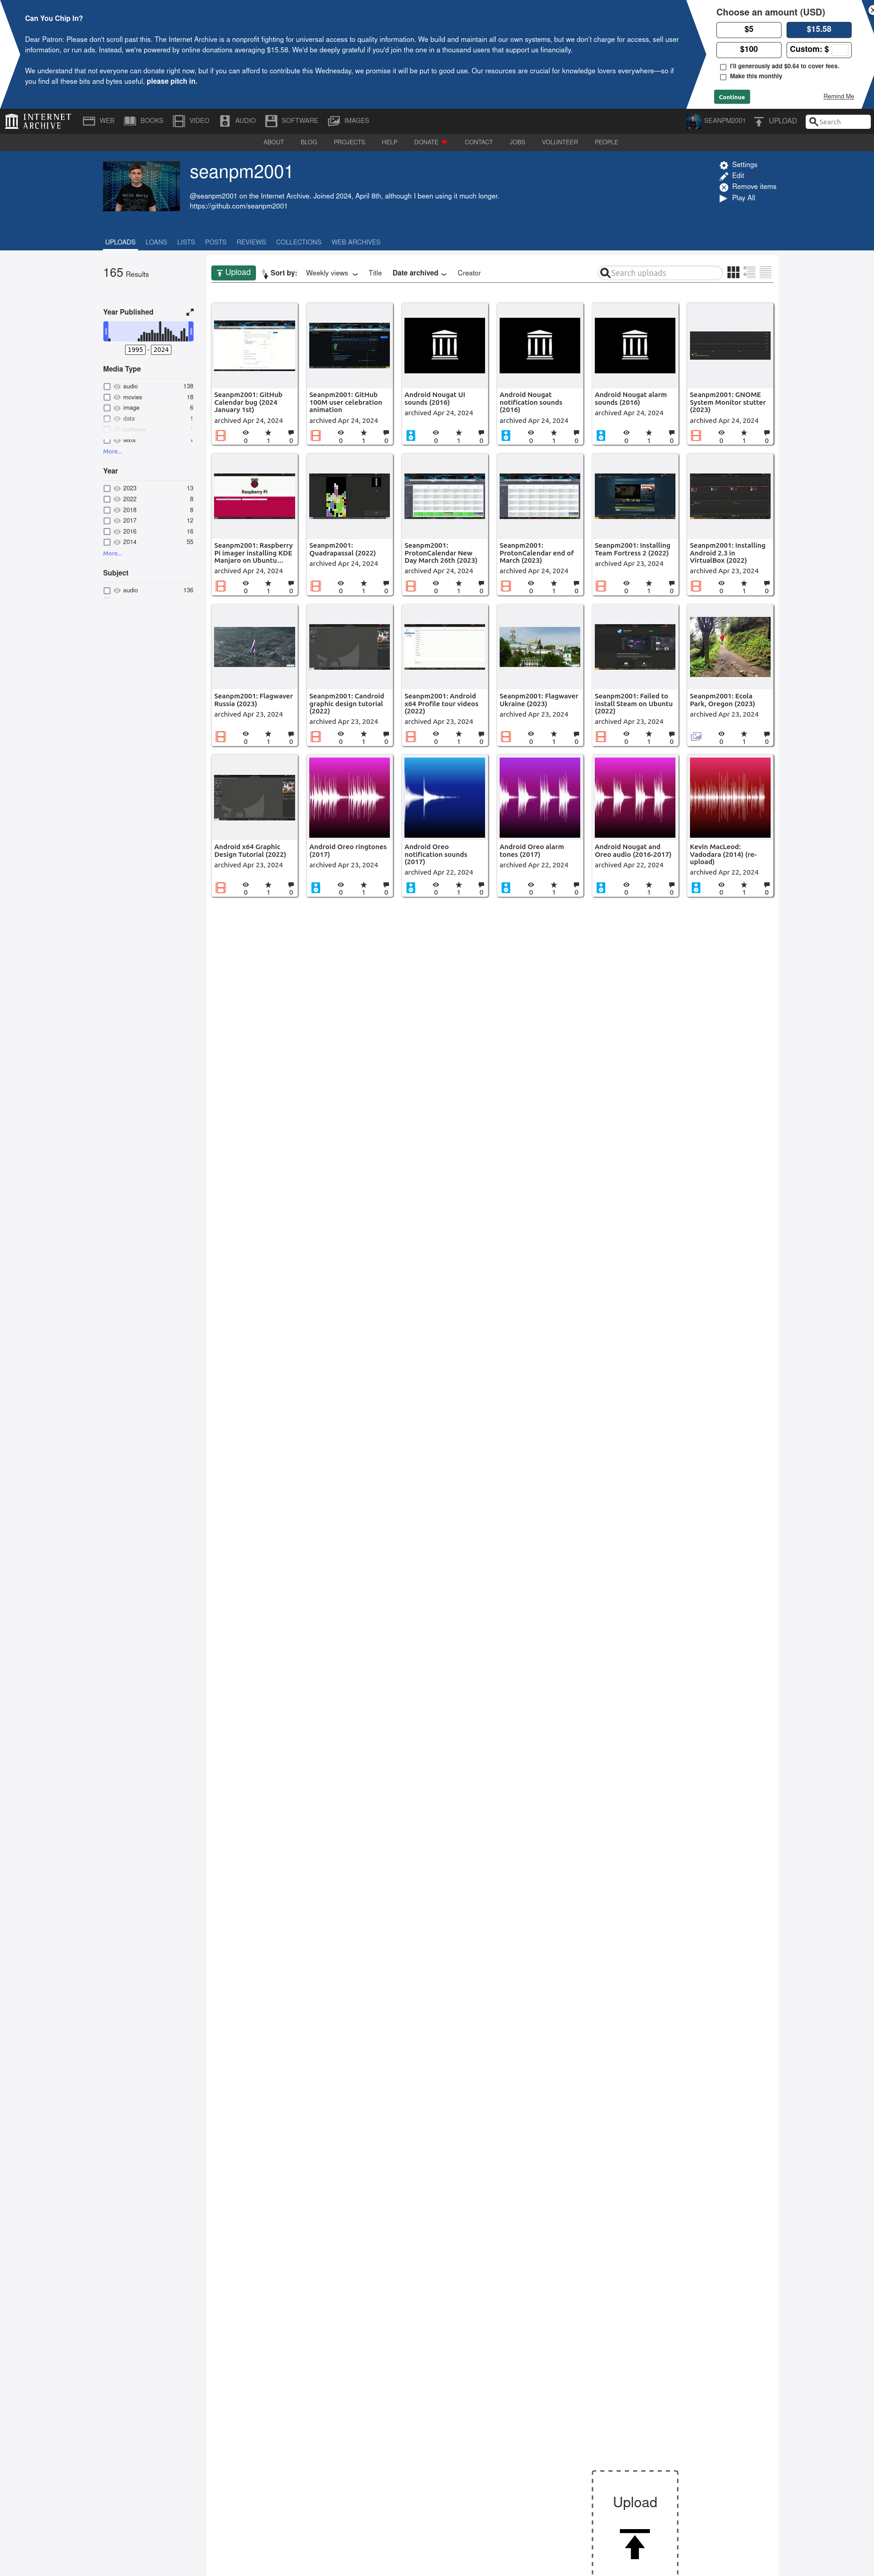 Can You Chip In?
Dear Patron: Please don't scroll past this. The Internet Archive is a nonprofit fighting for universal access to quality information. We build and maintain all our own systems, but we don't charge for access, sell user
information, or run ads. Instead, we're powered by online donations averaging $15.58. We'd be deeply grateful if you'd join the one in a thousand users that support us financially.
We understand that not everyone can donate right now, but if you can afford to contribute this Wednesday, we promise it will be put to good use. Our resources are crucial for knowledge lovers everywhere—so if
you find all these bits and bytes useful, please pitch in.
Choose an amount (USD)
$5 $15.58
$100 Custom: $
I'll generously add $0.64 to cover fees.
Make this monthly
Continue Remind Me
INTERNET
ARCHIVE
WEB BOOKS VIDEO AUDIO SOFTWARE IMAGES SEANPM2001 UPLOAD Search
ABOUT BLOG PROJECTS HELP DONATE CONTACT JOBS VOLUNTEER PEOPLE
seanpm2001
@seanpm2001 on the Internet Archive. Joined 2024, April 8th, although I been using it much longer.
https://github.com/seanpm2001
Settings
Edit
Remove items
Play All
UPLOADS LOANS LISTS POSTS REVIEWS COLLECTIONS WEB ARCHIVES
165 Results
Year Published
1995 - 2024
Media Type
audio 138
movies 18
image 6
data 1
software 1
texts 1
More...
Year
2023 13
2022 8
2018 8
2017 12
2016 16
2014 55
More...
Subject
audio 136
Upload Sort by: Weekly views Title Date archived Creator Search uploads
Seanpm2001: GitHub
Calendar bug (2024
January 1st)
archived Apr 24, 2024
0 1 0
Seanpm2001: GitHub
100M user celebration
animation
archived Apr 24, 2024
0 1 0
Android Nougat UI
sounds (2016)
archived Apr 24, 2024
0 1 0
Android Nougat
notification sounds
(2016)
archived Apr 24, 2024
0 1 0
Android Nougat alarm
sounds (2016)
archived Apr 24, 2024
0 1 0
Seanpm2001: GNOME
System Monitor stutter
(2023)
archived Apr 24, 2024
0 1 0
Raspberry Pi
Seanpm2001: Raspberry
Pi imager installing KDE
Manjaro on Ubuntu...
archived Apr 24, 2024
0 1 0
Seanpm2001:
Quadrapassal (2022)
archived Apr 24, 2024
0 1 0
Seanpm2001:
ProtonCalendar New
Day March 26th (2023)
archived Apr 24, 2024
0 1 0
Seanpm2001:
ProtonCalendar end of
March (2023)
archived Apr 24, 2024
0 1 0
Seanpm2001: Installing
Team Fortress 2 (2022)
archived Apr 23, 2024
0 1 0
Seanpm2001: Installing
Android 2.3 in
VirtualBox (2022)
archived Apr 23, 2024
0 1 0
Seanpm2001: Flagwaver
Russia (2023)
archived Apr 23, 2024
0 1 0
Seanpm2001: Candroid
graphic design tutorial
(2022)
archived Apr 23, 2024
0 1 0
Seanpm2001: Android
x64 Profile tour videos
(2022)
archived Apr 23, 2024
0 1 0
Seanpm2001: Flagwaver
Ukraine (2023)
archived Apr 23, 2024
0 1 0
Seanpm2001: Failed to
install Steam on Ubuntu
(2022)
archived Apr 23, 2024
0 1 0
Seanpm2001: Ecola
Park, Oregon (2023)
archived Apr 23, 2024
0 1 0
Android x64 Graphic
Design Tutorial (2022)
archived Apr 23, 2024
0 1 0
Android Oreo ringtones
(2017)
archived Apr 23, 2024
0 1 0
Android Oreo
notification sounds
(2017)
archived Apr 22, 2024
0 1 0
Android Oreo alarm
tones (2017)
archived Apr 22, 2024
0 1 0
Android Nougat and
Oreo audio (2016-2017)
archived Apr 22, 2024
0 1 0
Kevin MacLeod:
Vadodara (2014) (re-
upload)
archived Apr 22, 2024
0 1 0
Upload